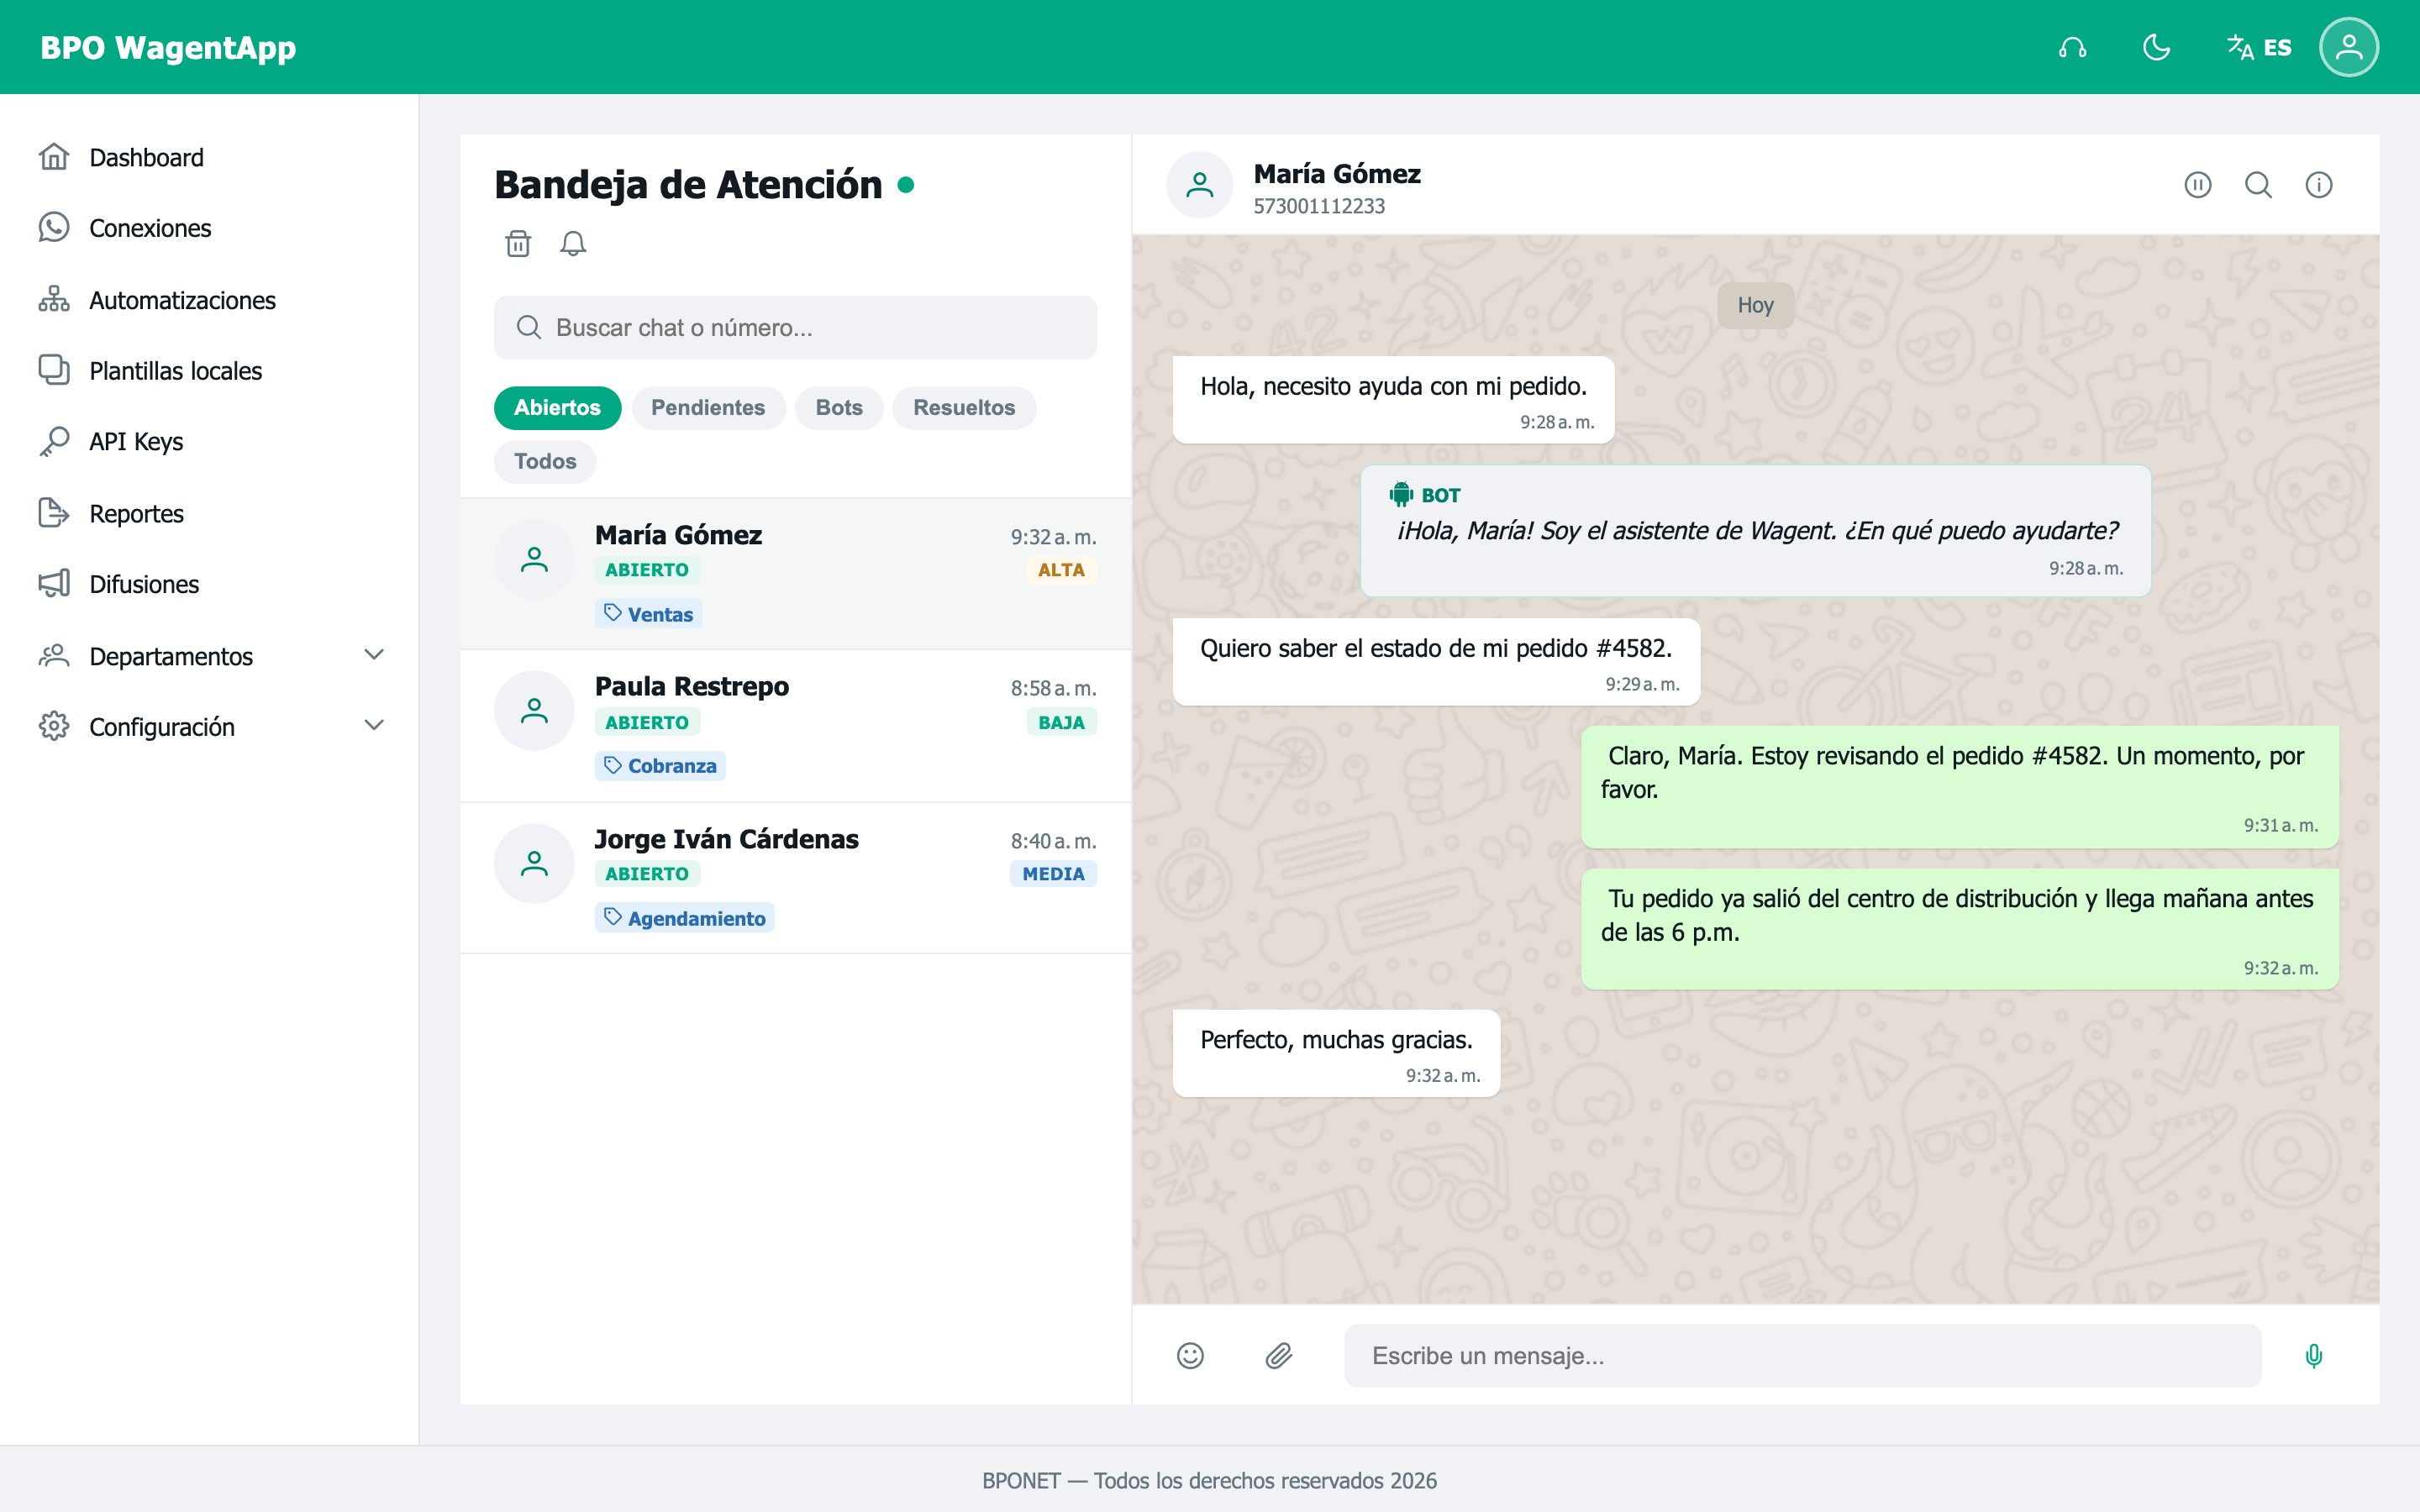 BPO WagentApp
ES
Dashboard
Conexiones
Automatizaciones
Plantillas locales
API Keys
Reportes
Difusiones
Departamentos
Configuración
Bandeja de Atención
Buscar chat o número...
Abiertos
Pendientes
Bots
Resueltos
Todos
María Gómez
9:32 a. m.
ABIERTO
ALTA
Ventas
Paula Restrepo
8:58 a. m.
ABIERTO
BAJA
Cobranza
Jorge Iván Cárdenas
8:40 a. m.
ABIERTO
MEDIA
Agendamiento
María Gómez
573001112233
Hoy
Hola, necesito ayuda con mi pedido.
9:28 a. m.
BOT
¡Hola, María! Soy el asistente de Wagent. ¿En qué puedo ayudarte?
9:28 a. m.
Quiero saber el estado de mi pedido #4582.
9:29 a. m.
Claro, María. Estoy revisando el pedido #4582. Un momento, por
favor.
9:31 a. m.
Tu pedido ya salió del centro de distribución y llega mañana antes
de las 6 p.m.
9:32 a. m.
Perfecto, muchas gracias.
9:32 a. m.
Escribe un mensaje...
BPONET — Todos los derechos reservados 2026